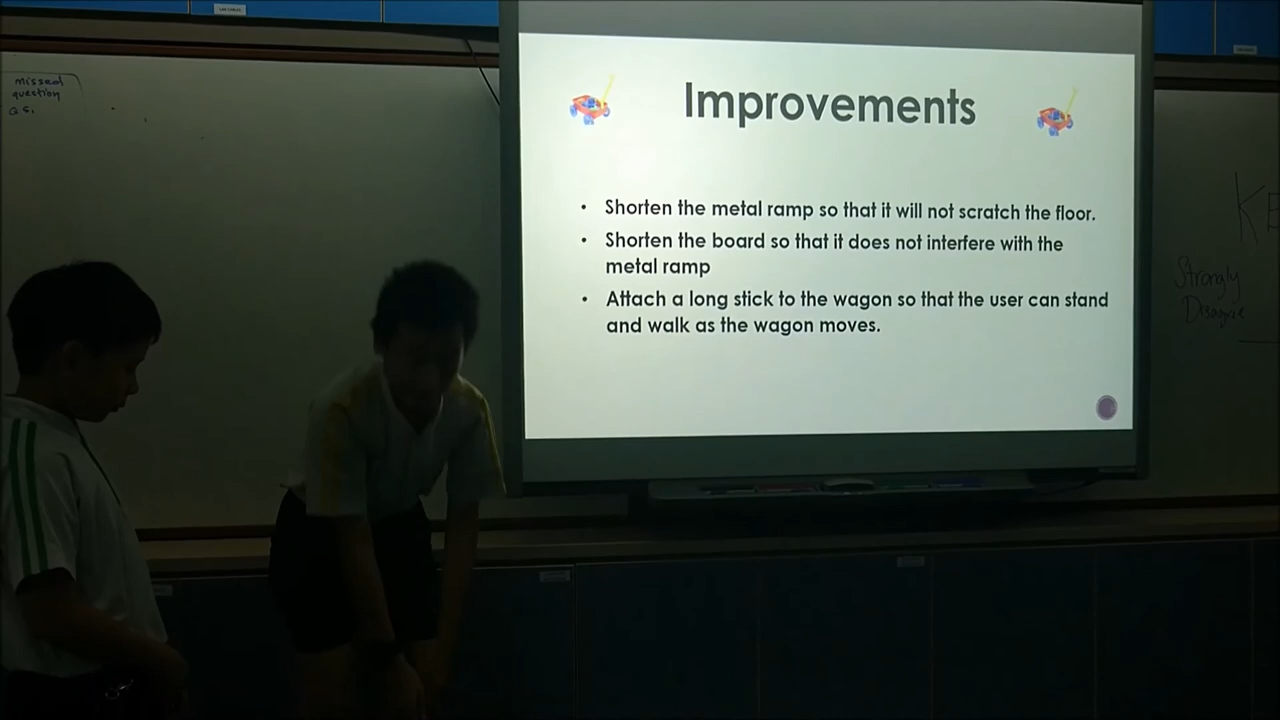 missed
question
Q 5.
Improvements
• Shorten the metal ramp so that it will not scratch the floor.
• Shorten the board so that it does not interfere with the
metal ramp
• Attach a long stick to the wagon so that the user can stand
and walk as the wagon moves.
KE
Strongly
Disagree